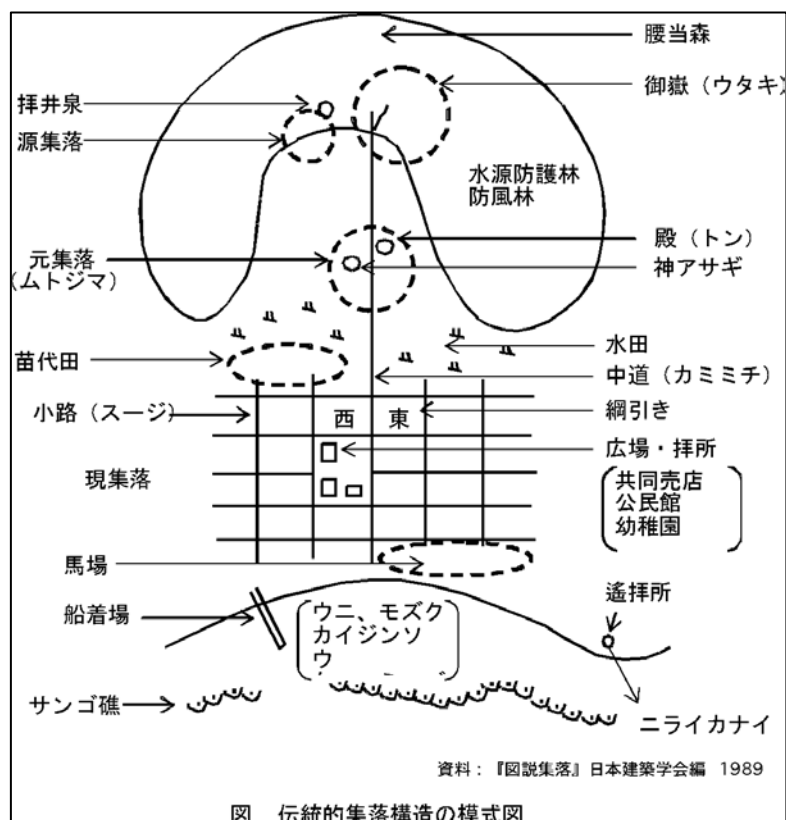 腰当森
御嶽（ウタキ）
拝井泉
源集落
水源防護林
防風林
殿（トン）
元集落
（ムトジマ）
神アサギ
水田
苗代田
中道（カミミチ）
小路（スージ）
西 東
綱引き
広場・拝所
現集落
共同売店
公民館
幼稚園
馬場
遙拝所
船着場
ウニ、モズク
カイジンソ
ウ
サンゴ礁
ニライカナイ
資料：『図説集落』日本建築学会編 1989
図 伝統的集落構造の模式図